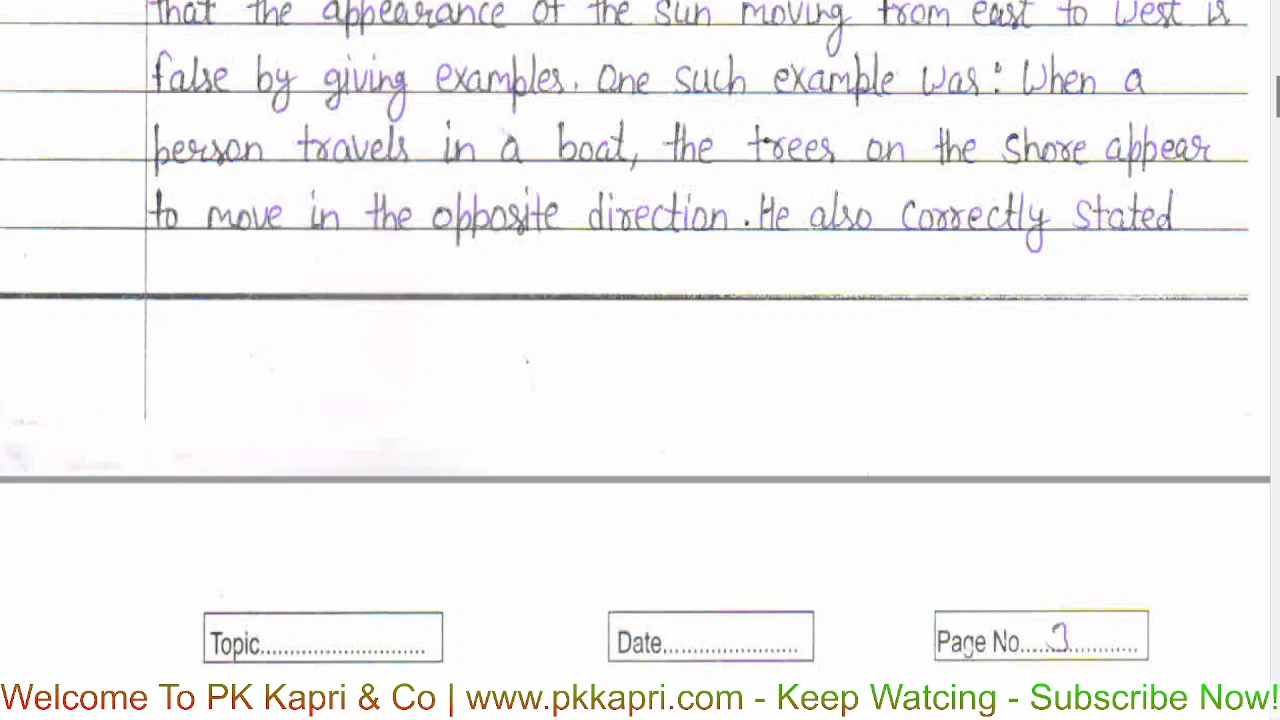 that the appearance of the sun moving from east to west is
false by giving examples. One such example was: When a
person travels in a boat, the trees on the shore appear
to move in the opposite direction. He also correctly stated
Topic............................ Date........................... Page No.....3.............
Welcome To PK Kapri & Co | www.pkkapri.com - Keep Watcing - Subscribe Now!